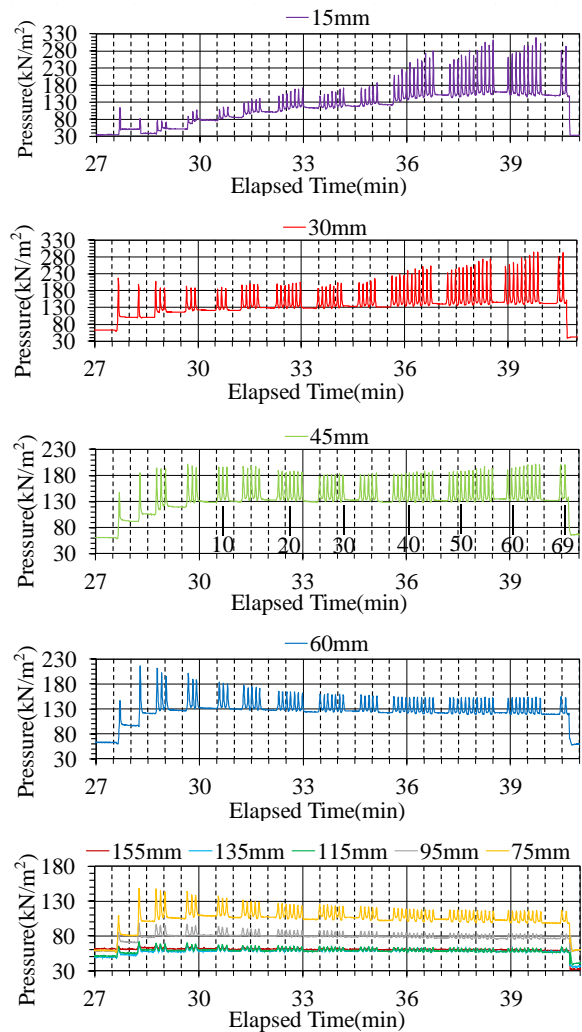 15mm
Pressure(kN/m²)
330
280
230
180
130
80
30
27 30 33 36 39
Elapsed Time(min)
30mm
Pressure(kN/m²)
330
280
230
180
130
80
30
27 30 33 36 39
Elapsed Time(min)
45mm
Pressure(kN/m²)
230
180
130
80
30
10 20 30 40 50 60 69
27 30 33 36 39
Elapsed Time(min)
60mm
Pressure(kN/m²)
230
180
130
80
30
27 30 33 36 39
Elapsed Time(min)
155mm 135mm 115mm 95mm 75mm
Pressure(kN/m²)
180
130
80
30
27 30 33 36 39
Elapsed Time(min)